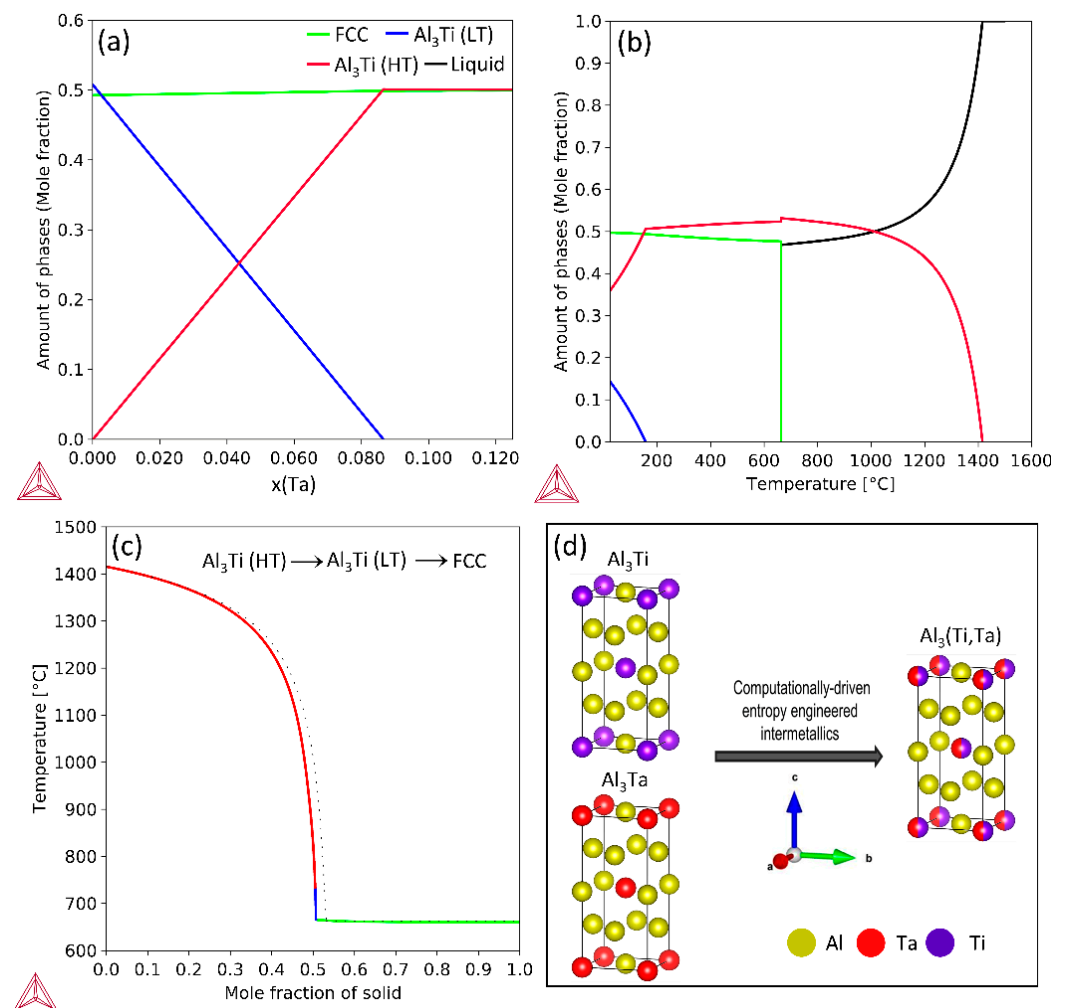 (a)
FCC Al₃Ti (LT)
Al₃Ti (HT) Liquid
0.6
0.5
0.4
0.3
0.2
0.1
0.0
Amount of phases (Mole fraction)
0.000 0.020 0.040 0.060 0.080 0.100 0.120
x(Ta)
(b)
1.0
0.9
0.8
0.7
0.6
0.5
0.4
0.3
0.2
0.1
0.0
Amount of phases (Mole fraction)
200 400 600 800 1000 1200 1400 1600
Temperature [°C]
(c)
Al₃Ti (HT) → Al₃Ti (LT) → FCC
1500
1400
1300
1200
1100
1000
900
800
700
600
Temperature [°C]
0.0 0.1 0.2 0.3 0.4 0.5 0.6 0.7 0.8 0.9 1.0
Mole fraction of solid
(d)
Al₃Ti
Al₃Ta
Computationally-driven
entropy engineered
intermetallics
c
a
b
Al₃(Ti,Ta)
Al Ta Ti